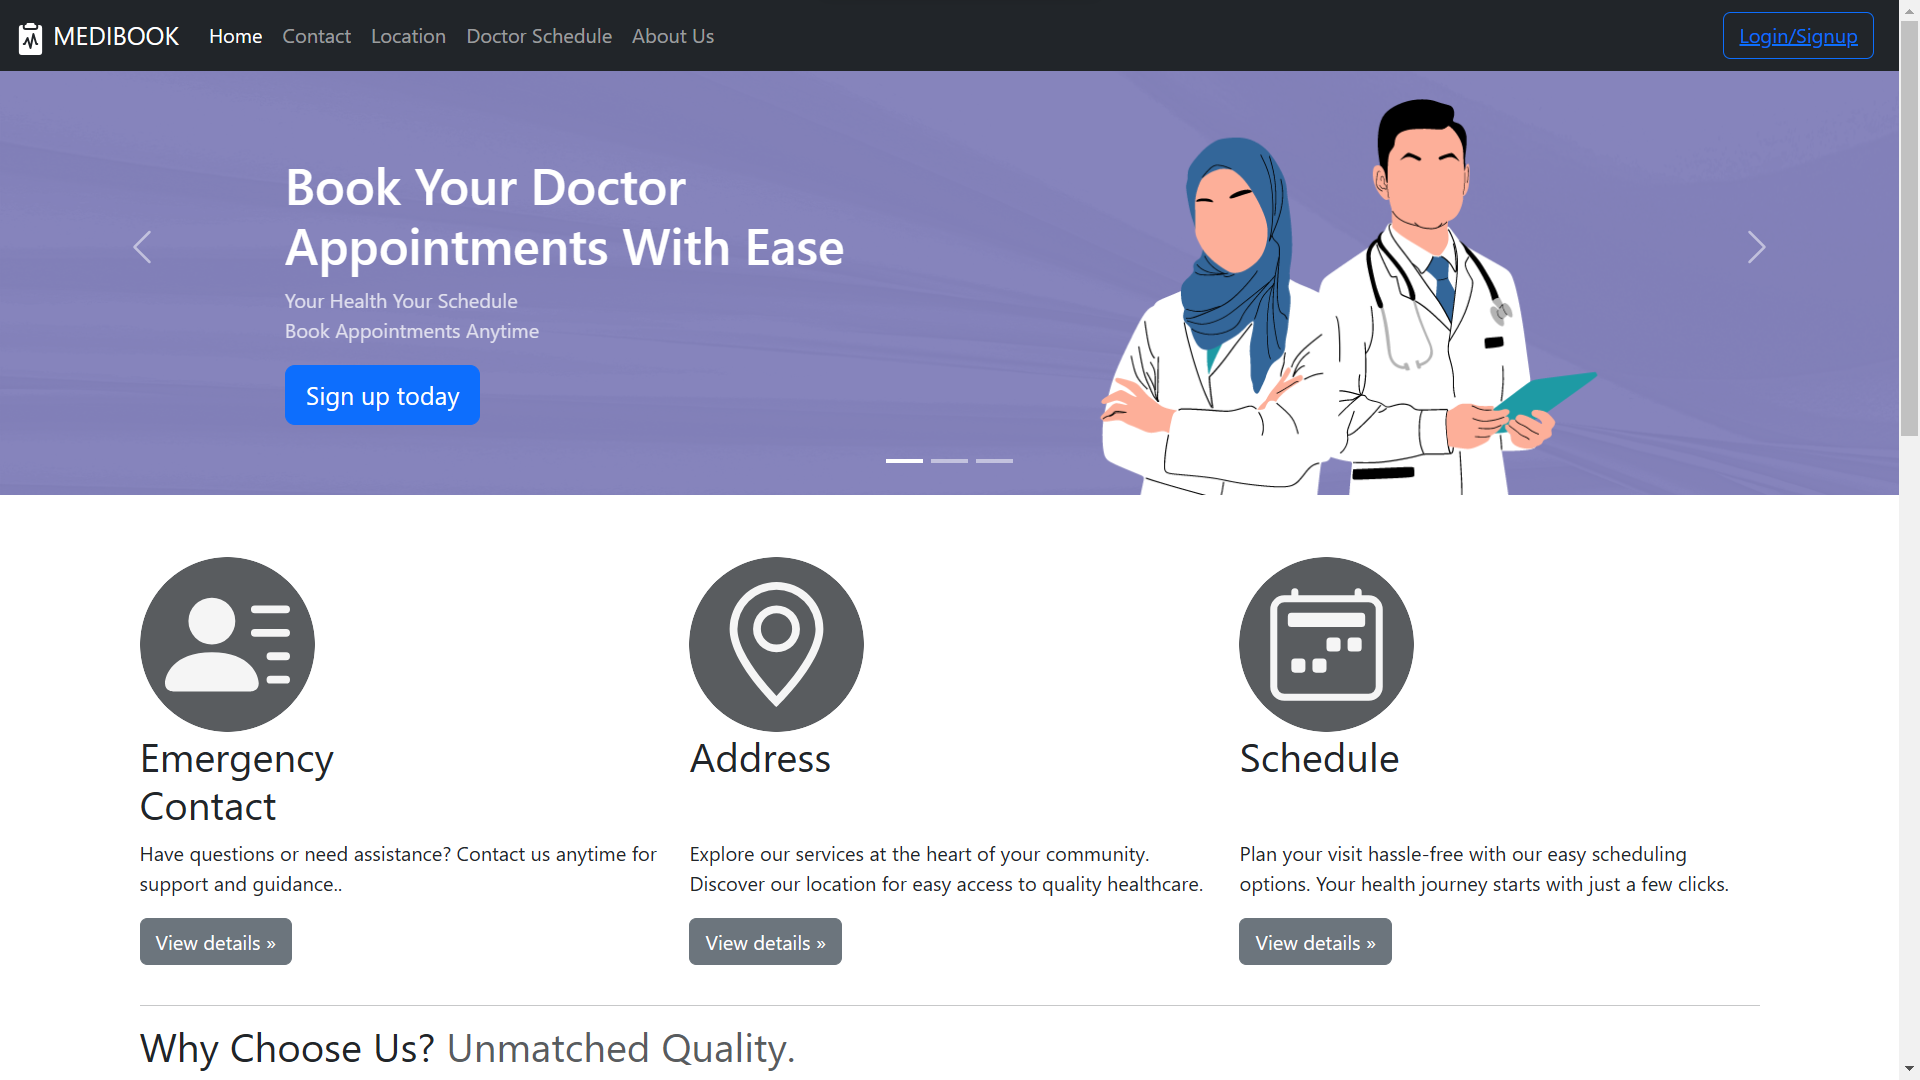 MEDIBOOK Home Contact Location Doctor Schedule About Us Login/Signup
Book Your Doctor
Appointments With Ease
Your Health Your Schedule
Book Appointments Anytime
Sign up today
Emergency
Contact
Have questions or need assistance? Contact us anytime for
support and guidance..
View details »
Address
Explore our services at the heart of your community.
Discover our location for easy access to quality healthcare.
View details »
Schedule
Plan your visit hassle-free with our easy scheduling
options. Your health journey starts with just a few clicks.
View details »
Why Choose Us? Unmatched Quality.